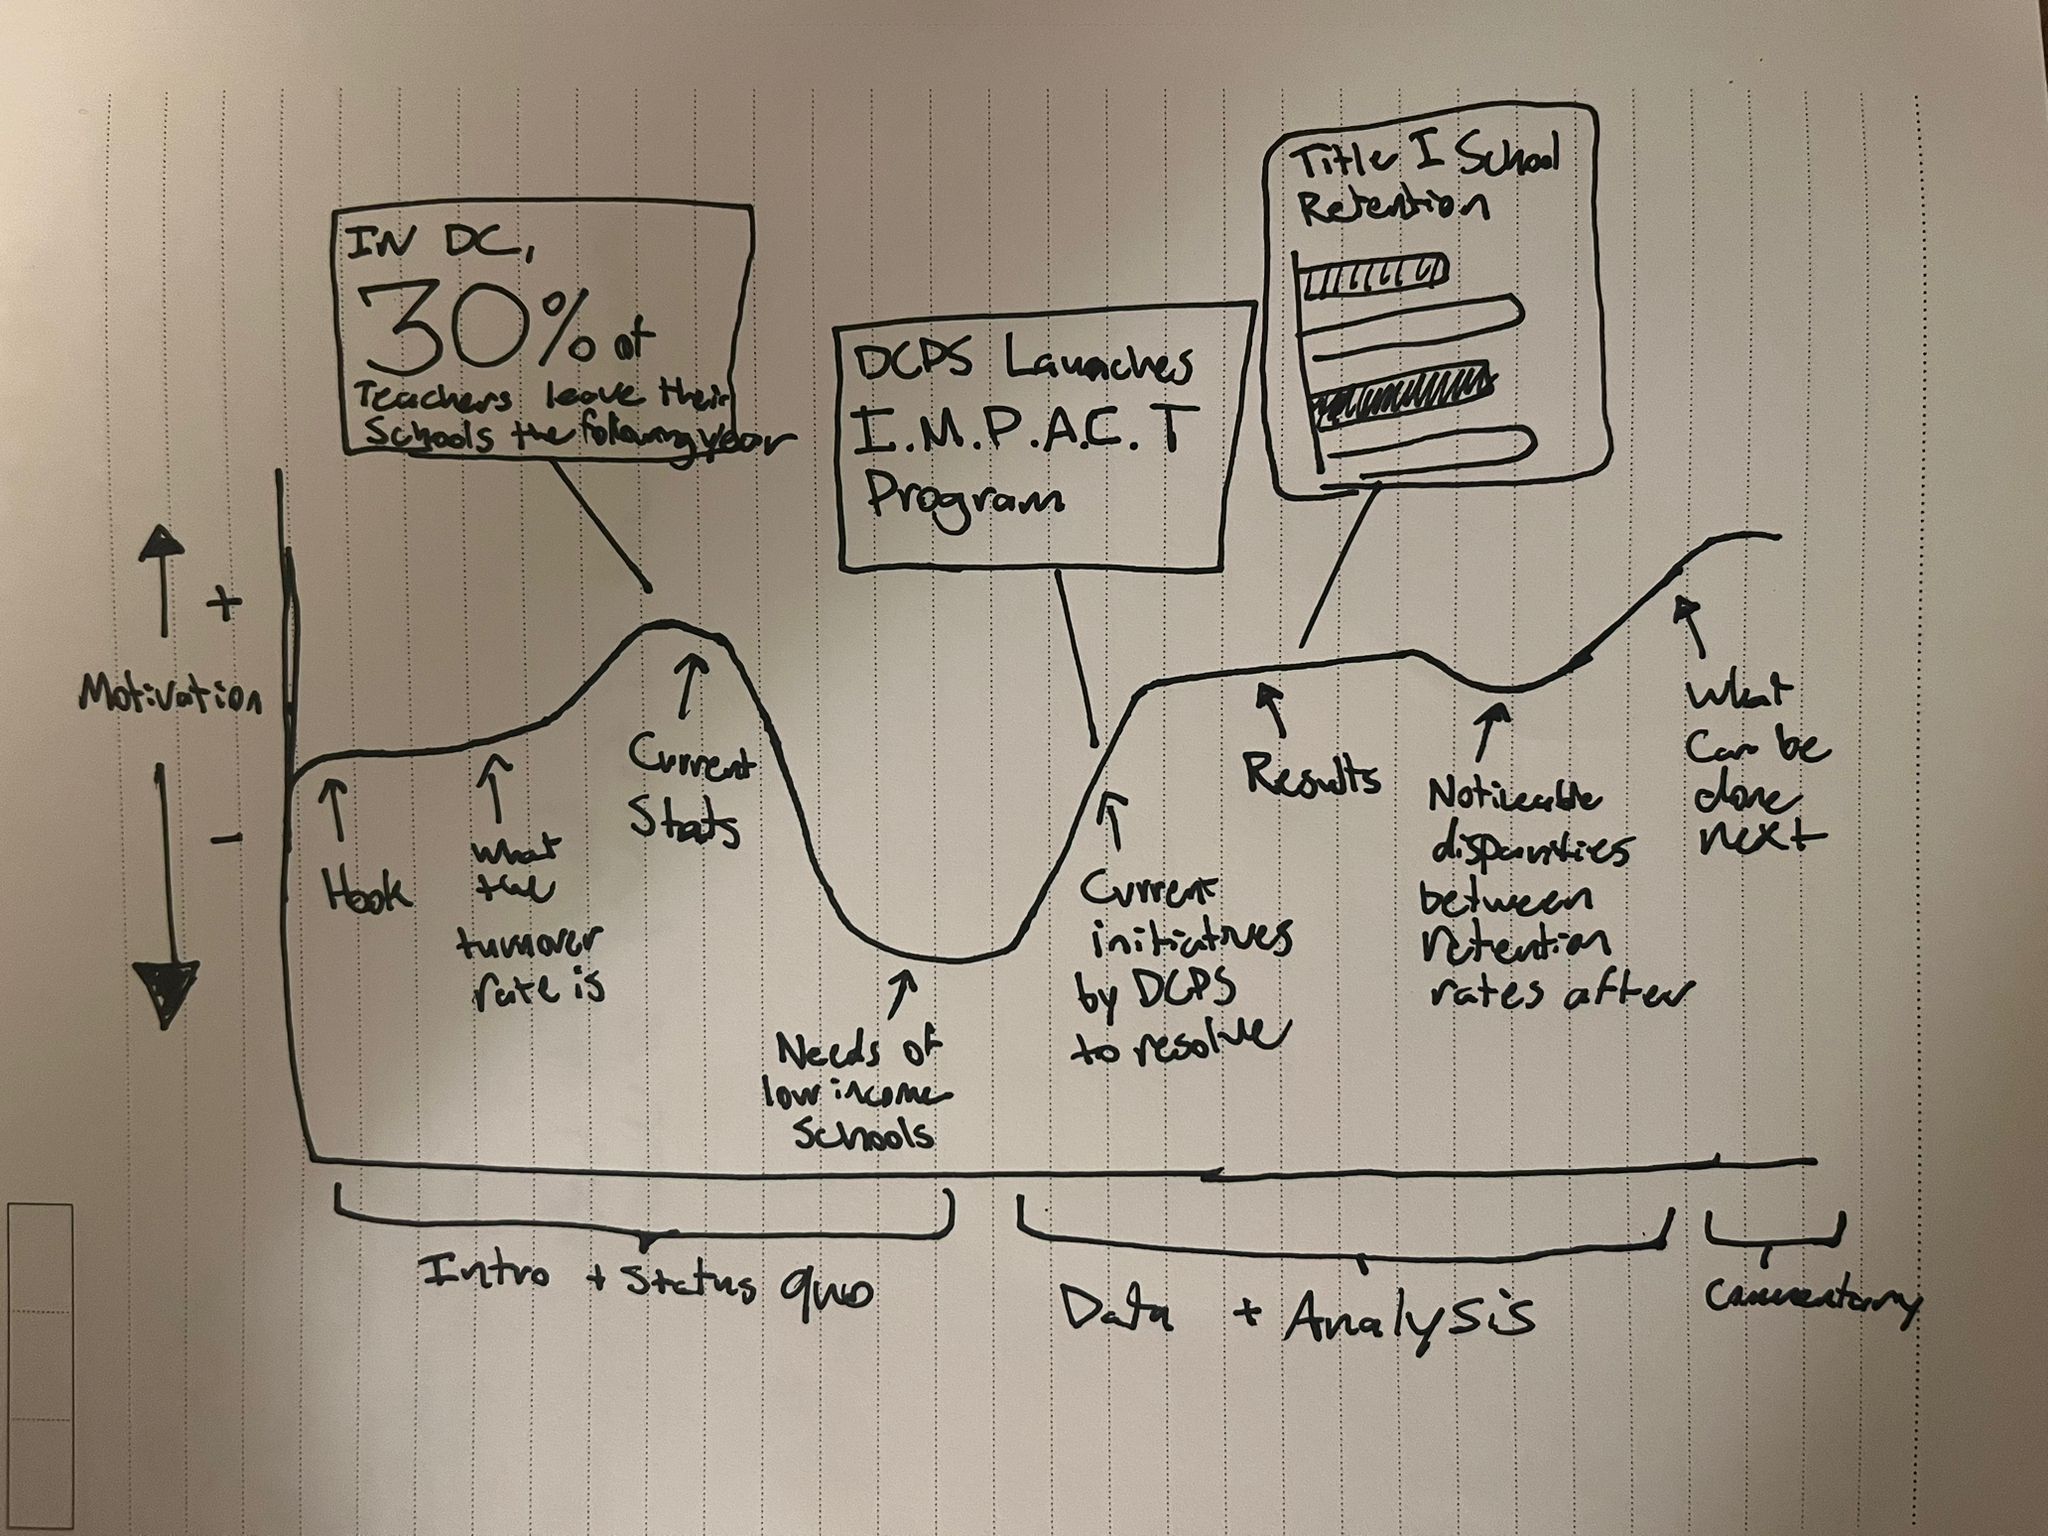 IN DC,
30% of
Teachers leave their
Schools the following year
DCPS Launches
I.M.P.A.C.T
Program
Title I School
Retention
+
Motivation
-
Hook
What
the
turnover
rate is
Current
Stats
Needs of
low income
Schools
Current
initiatives
by DCPS
to resolve
Results
Noticeable
disparities
between
retention
rates after
What
can be
done
next
Intro + Status quo
Data + Analysis
Commentary